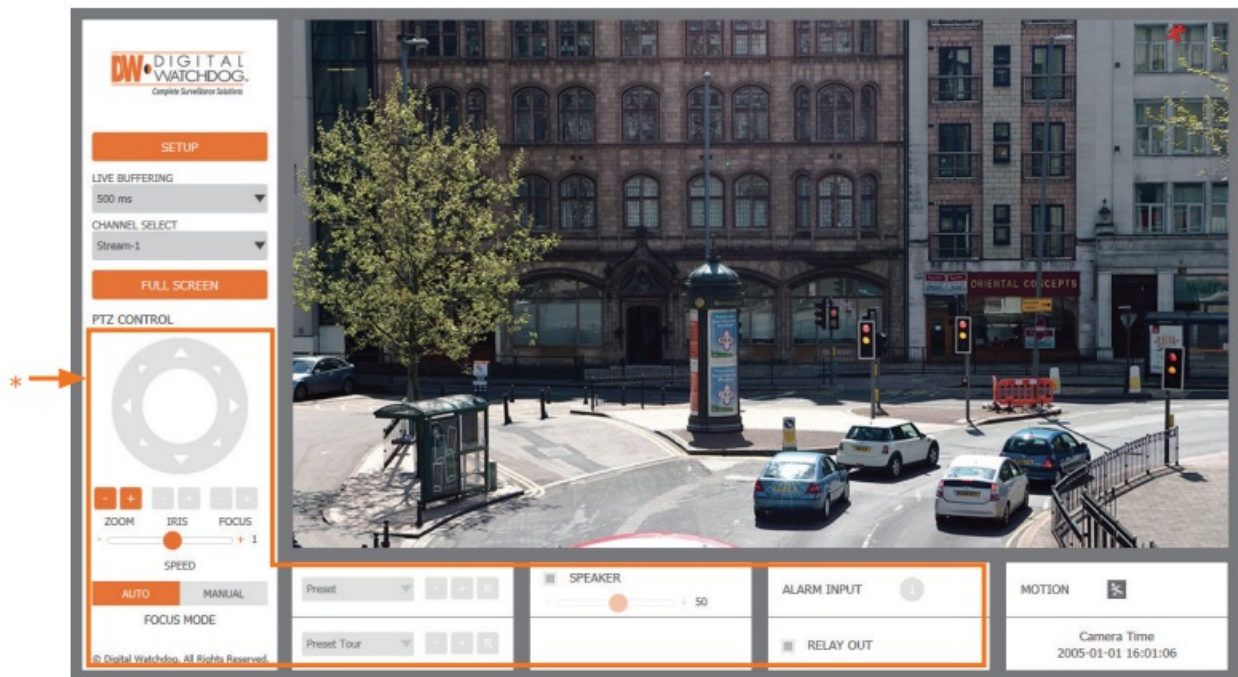 DW DIGITAL
WATCHDOG®
Complete Surveillance Solutions
SETUP
LIVE BUFFERING
500 ms
CHANNEL SELECT
Stream-1
FULL SCREEN
PTZ CONTROL
*
- + - + - +
ZOOM IRIS FOCUS
- + 1
SPEED
AUTO MANUAL
FOCUS MODE
© Digital Watchdog. All Rights Reserved.
ORIENTAL CONCEPTS
Preset - + R
Preset Tour - + R
SPEAKER
- + 50
ALARM INPUT 1
RELAY OUT
MOTION
Camera Time
2005-01-01 16:01:06